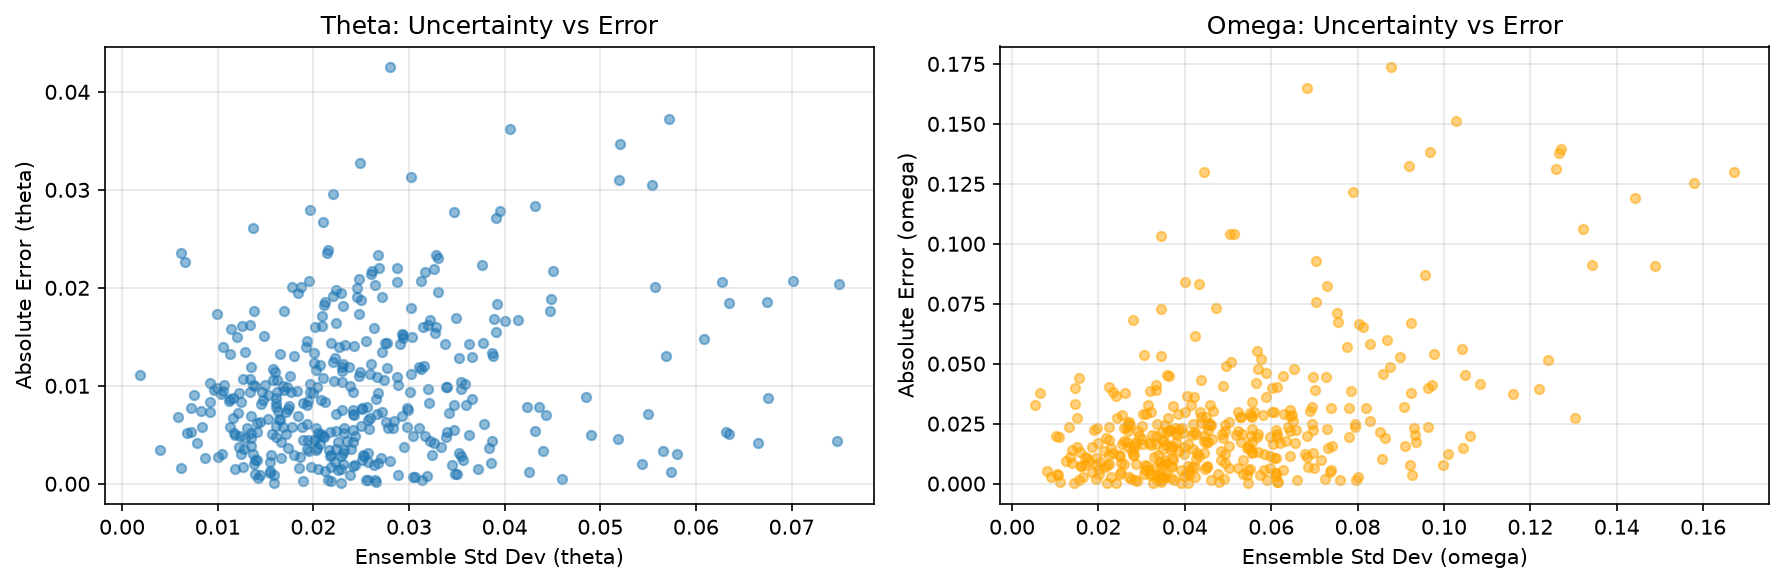 Theta: Uncertainty vs Error
Absolute Error (theta)
0.04
0.03
0.02
0.01
0.00
0.00 0.01 0.02 0.03 0.04 0.05 0.06 0.07
Ensemble Std Dev (theta)
Omega: Uncertainty vs Error
Absolute Error (omega)
0.175
0.150
0.125
0.100
0.075
0.050
0.025
0.000
0.00 0.02 0.04 0.06 0.08 0.10 0.12 0.14 0.16
Ensemble Std Dev (omega)